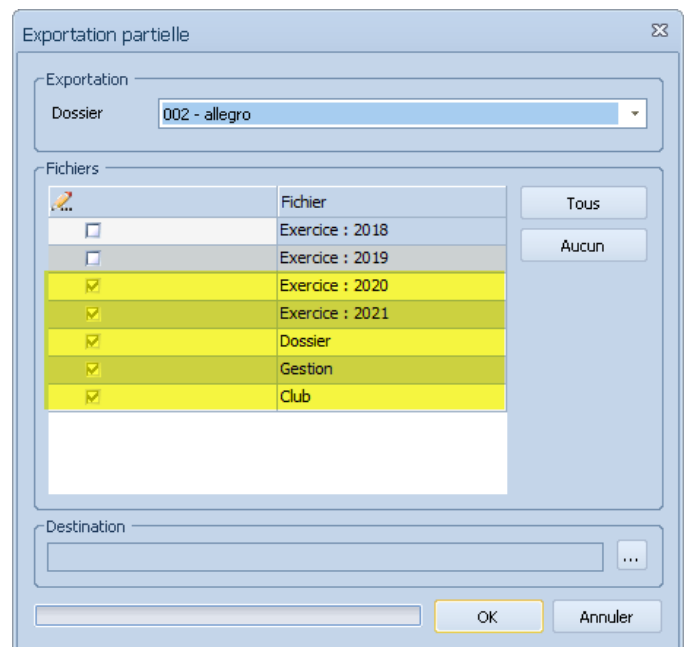 Exportation partielle
Exportation
Dossier 002 - allegro
Fichiers
Fichier
Tous
Exercice : 2018
Aucun
Exercice : 2019
Exercice : 2020
Exercice : 2021
Dossier
Gestion
Club
Destination
...
OK Annuler